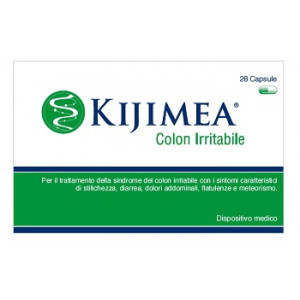 28 Capsule
KIJIMEA®
Colon Irritabile
Per il trattamento della sindrome del colon irritabile con i sintomi caratteristici
di stitichezza, diarrea, dolori addominali, flatulenze e meteorismo.
Dispositivo medico